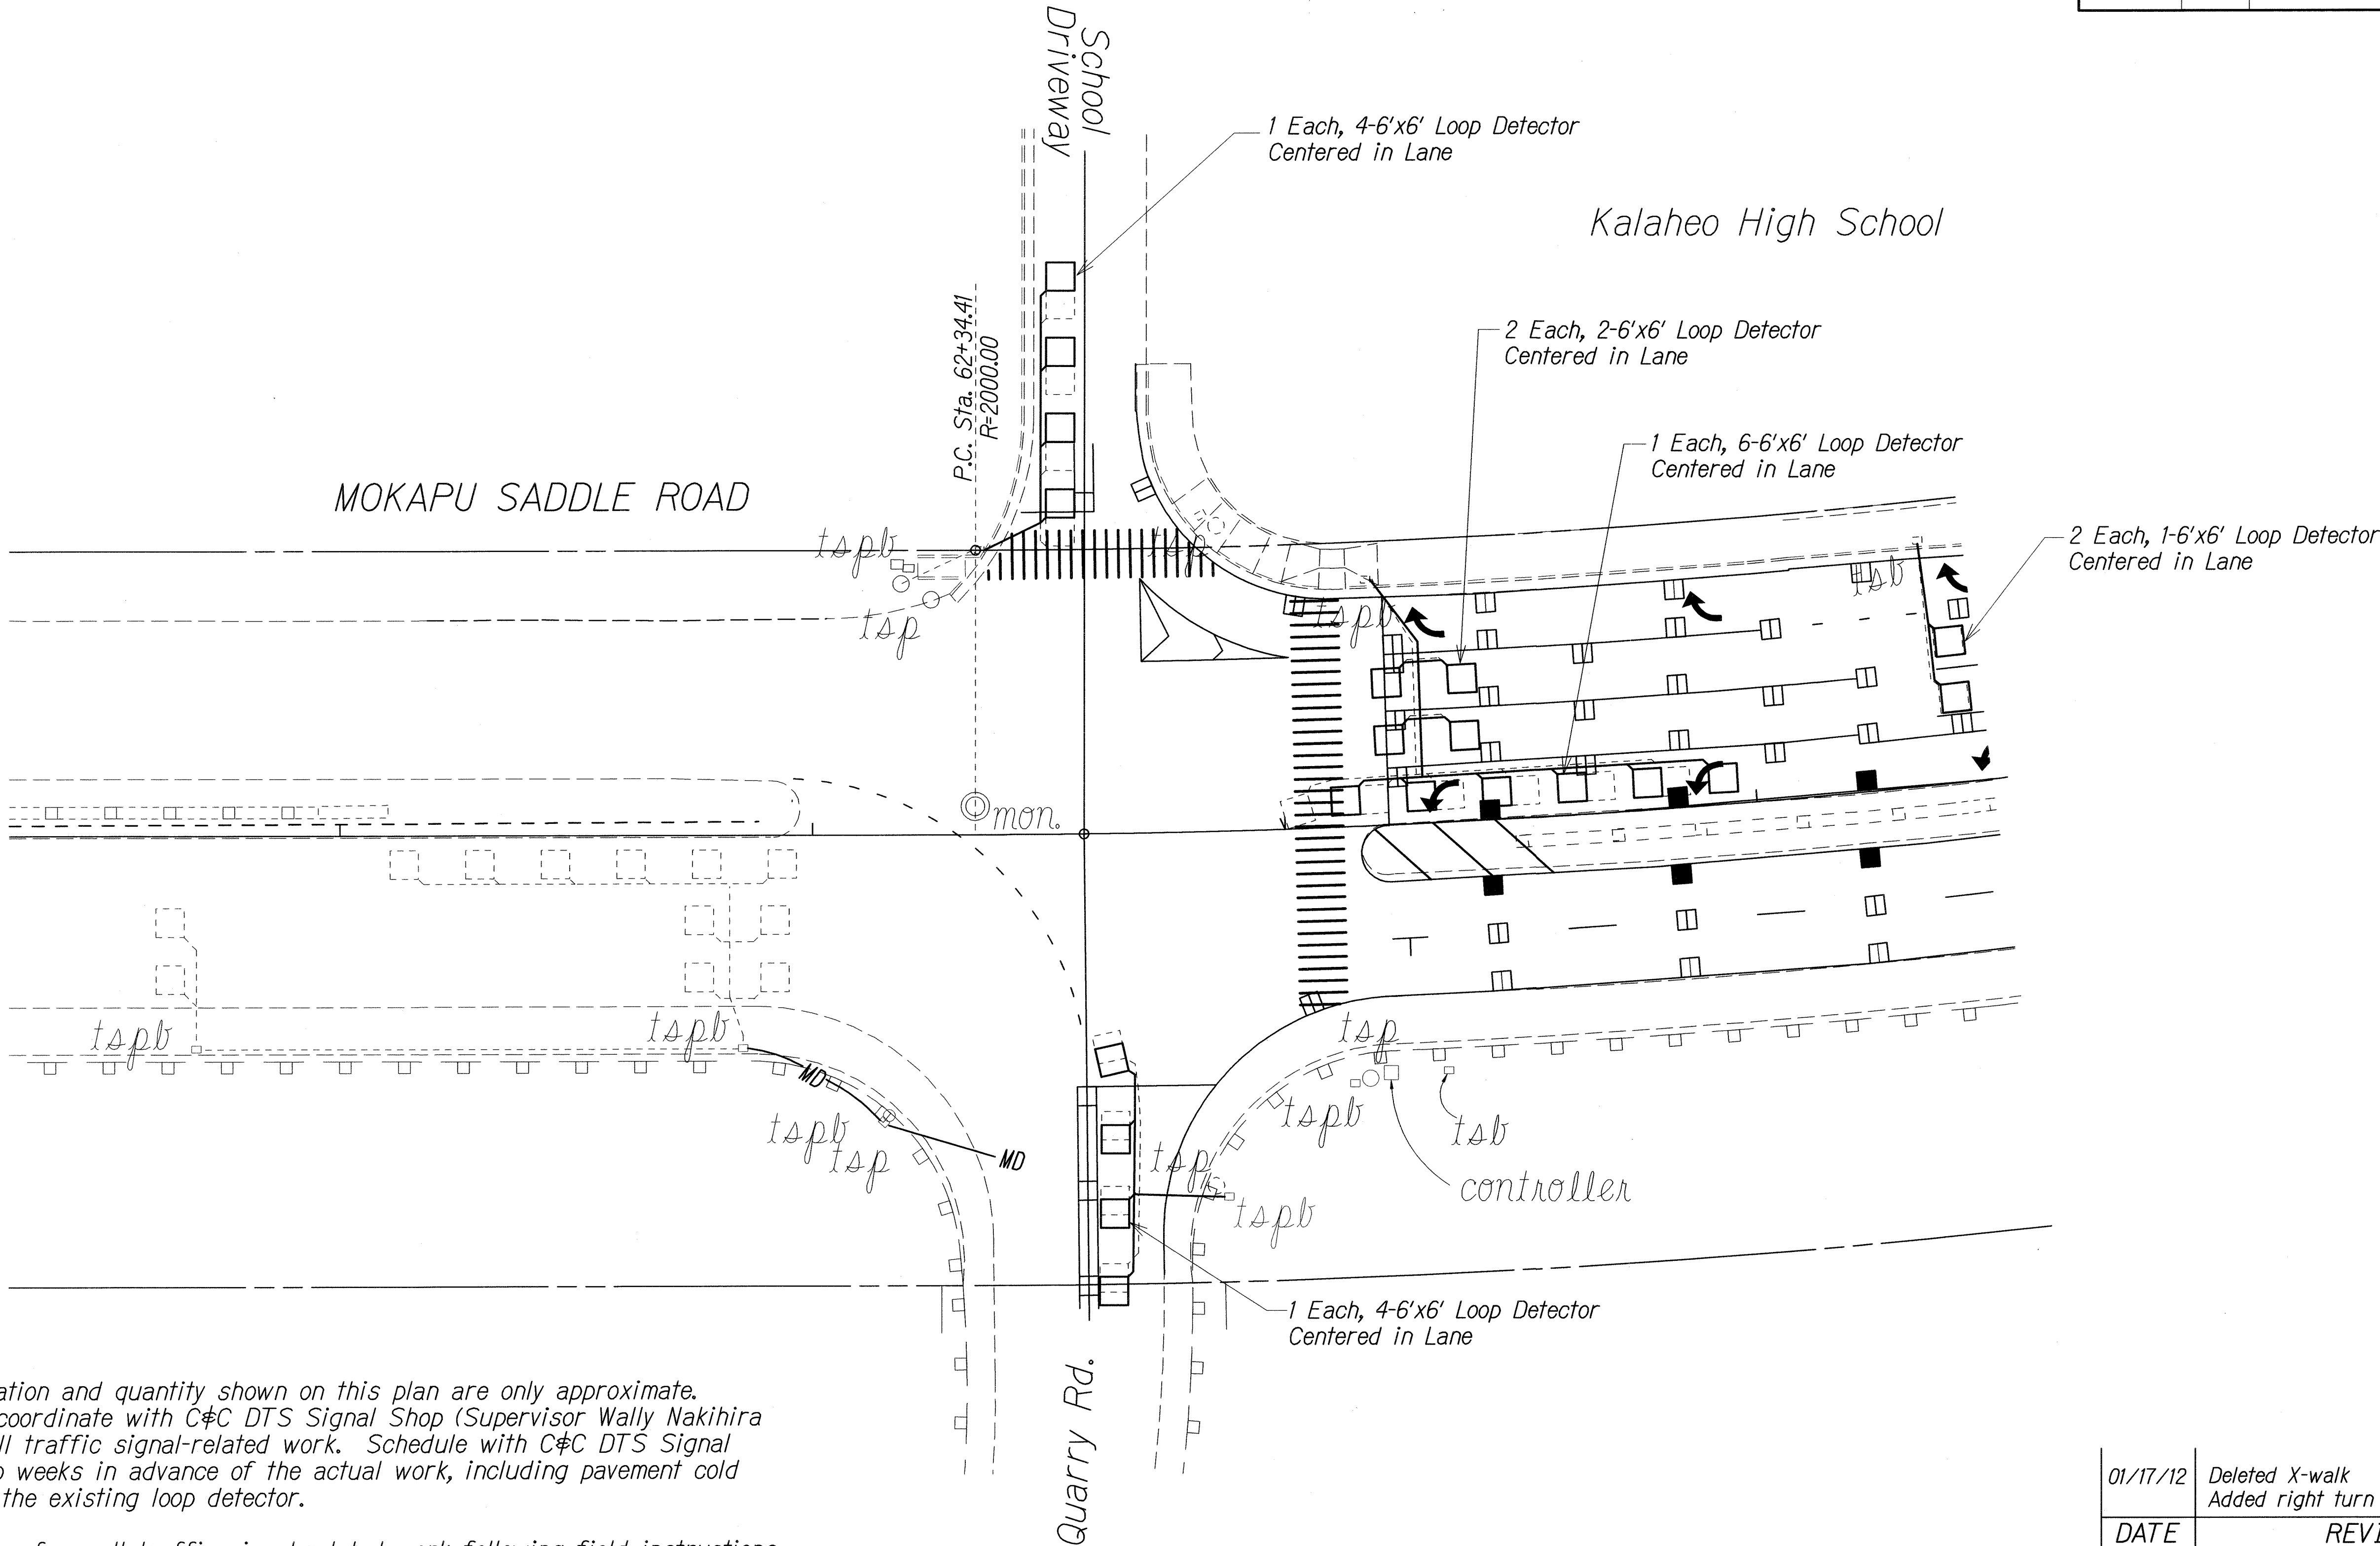 School
Driveway
1 Each, 4-6'x6' Loop Detector
Centered in Lane
Kalaheo High School
P.C. Sta. 62+34.41
R=2000.00
2 Each, 2-6'x6' Loop Detector
Centered in Lane
1 Each, 6-6'x6' Loop Detector
Centered in Lane
MOKAPU SADDLE ROAD
2 Each, 1-6'x6' Loop Detector
Centered in Lane
tspb
tsp
tsp
tspb
tsb
mon.
tspb
tspb
MD
tspb
tsp
MD
tsp
tspb
tsp
tspb
tsb
controller
1 Each, 4-6'x6' Loop Detector
Centered in Lane
Quarry Rd.
ation and quantity shown on this plan are only approximate.
coordinate with C&C DTS Signal Shop (Supervisor Wally Nakihira
ll traffic signal-related work. Schedule with C&C DTS Signal
o weeks in advance of the actual work, including pavement cold
the existing loop detector.
01/17/12 Deleted X-walk
Added right turn
DATE REVI